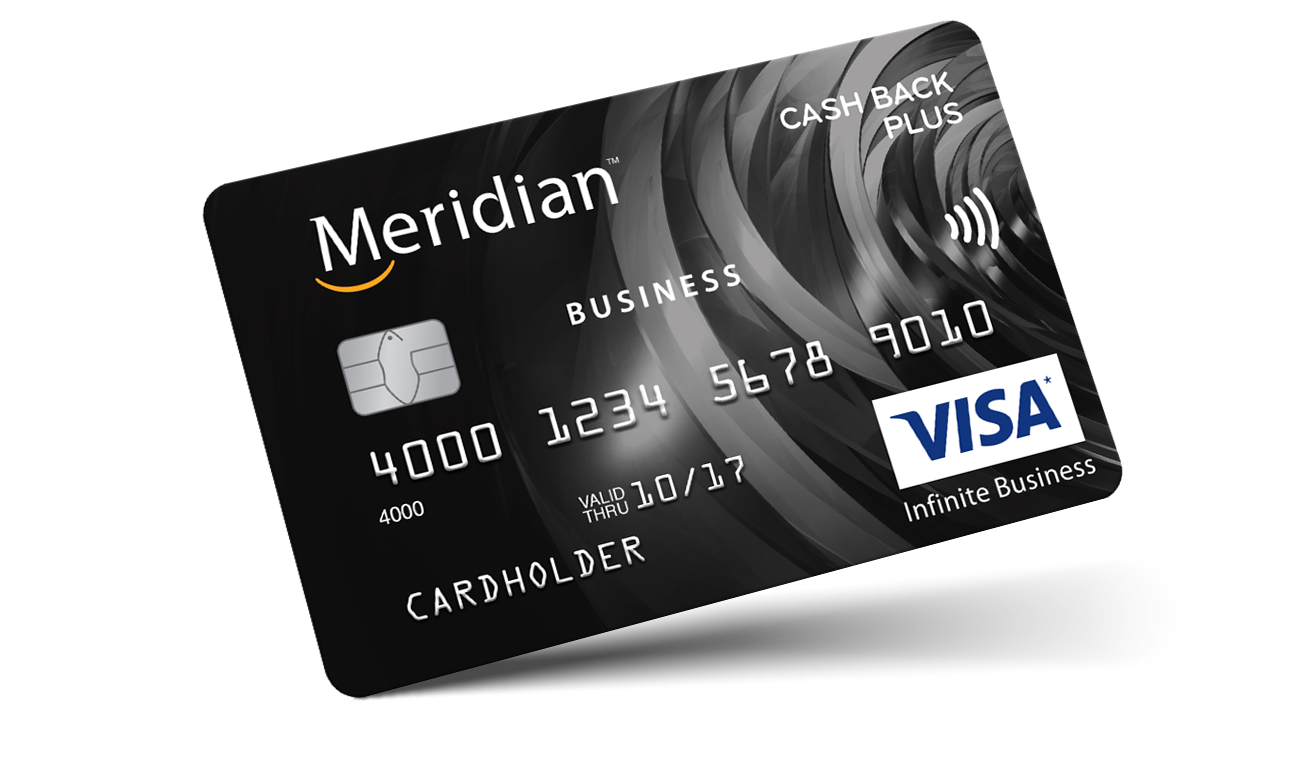 CASH BACK
PLUS
Meridian™
BUSINESS
4000 1234 5678 9010
4000
VALID
THRU 10/17
CARDHOLDER
VISA*
Infinite Business